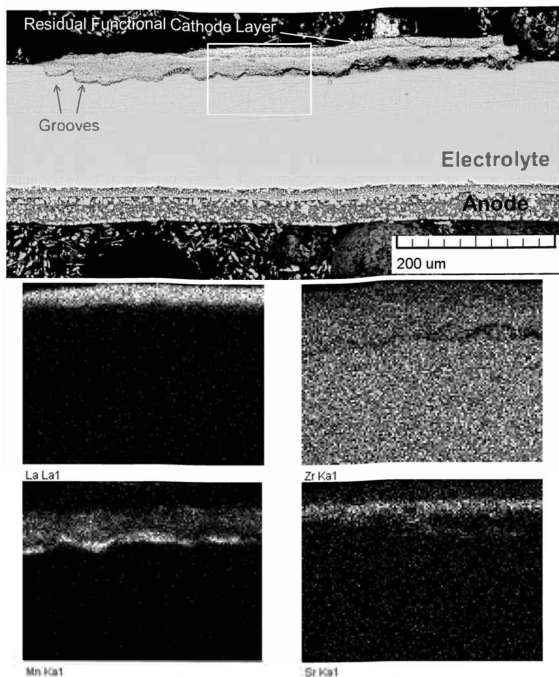 Residual Functional Cathode Layer
Grooves
Electrolyte
Anode
200 um
La La1
Zr Ka1
Mn Ka1
Sr Ka1